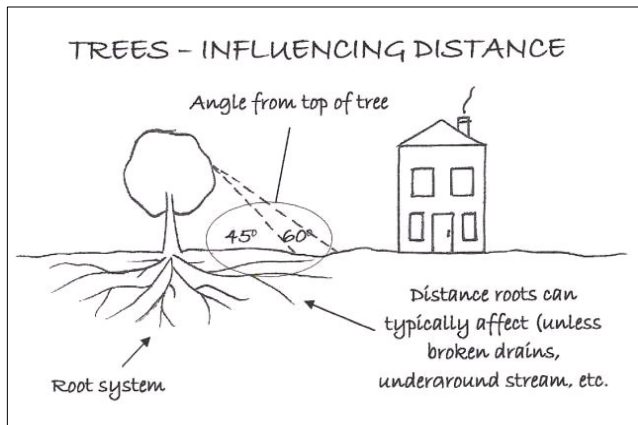 TREES – INFLUENCING DISTANCE
Angle from top of tree
45° 60°
Distance roots can
typically affect (unless
broken drains,
underground stream, etc.
Root system